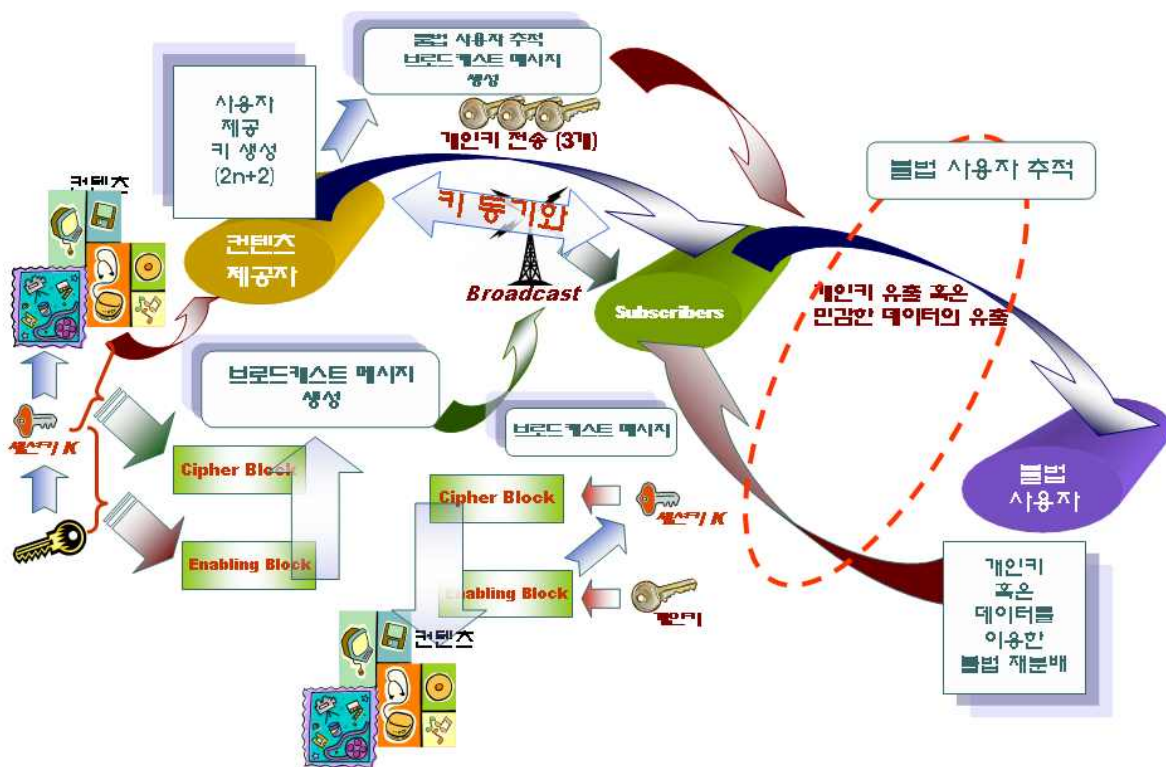 불법 사용자 추적
브로드캐스트 메시지
생성
사용자
제공
키 생성
(2n+2)
개인키 전송 (3개)
불법 사용자 추적
컨텐츠
키 동기화
컨텐츠
제공자
Broadcast
Subscribers
개인키 유출 혹은
민감한 데이터의 유출
브로드캐스트 메시지
생성
브로드캐스트 메시지
세션키 K
Cipher Block
Cipher Block
세션키 K
불법
사용자
Enabling Block
Enabling Block
개인키
개인키
혹은
데이터를
이용한
불법 재분배
컨텐츠